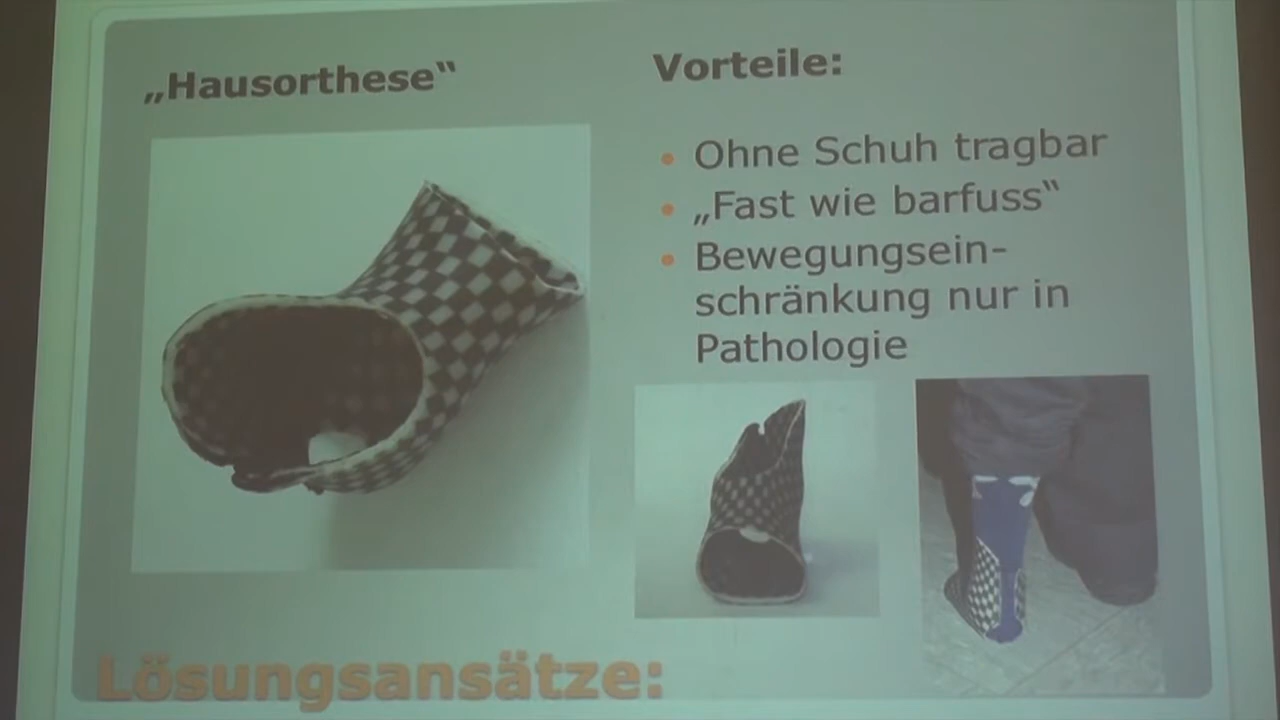 „Hausorthese“
Vorteile:
• Ohne Schuh tragbar
• „Fast wie barfuss“
• Bewegungsein-
schränkung nur in
Pathologie
Lösungsansätze: